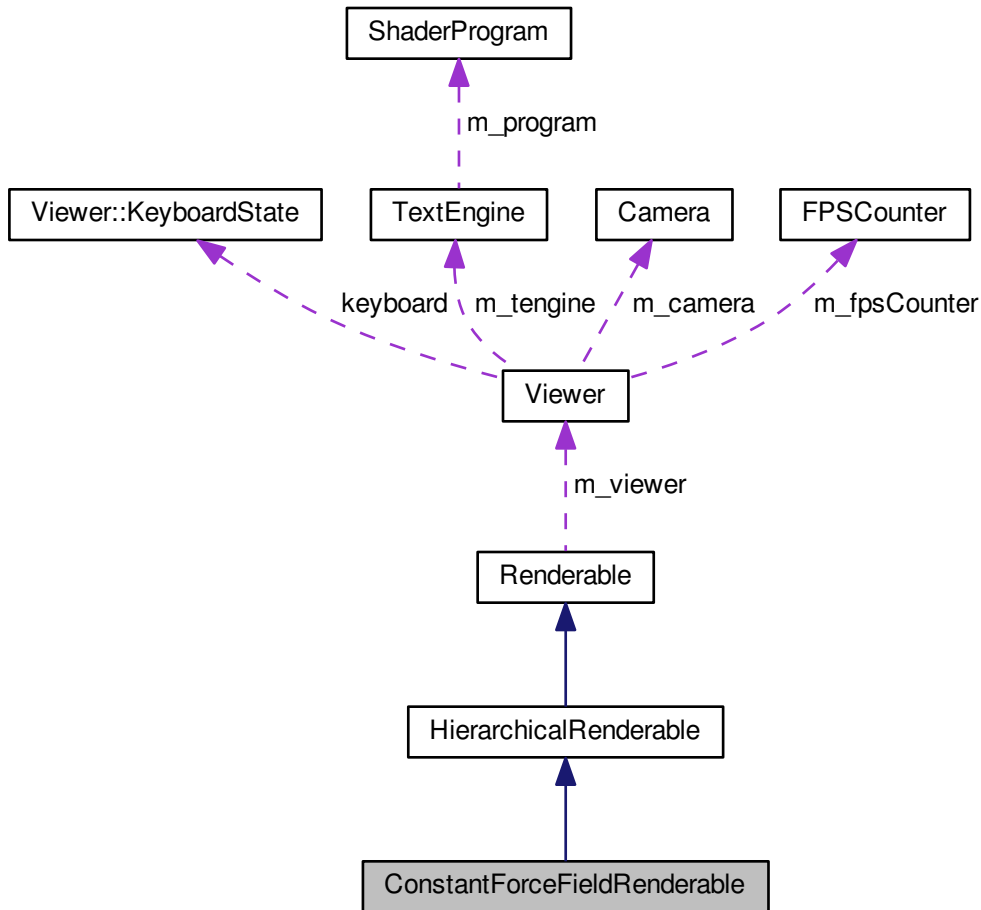 ShaderProgram
m_program
Viewer::KeyboardState
TextEngine
Camera
FPSCounter
keyboard
m_tengine
m_camera
m_fpsCounter
Viewer
m_viewer
Renderable
HierarchicalRenderable
ConstantForceFieldRenderable